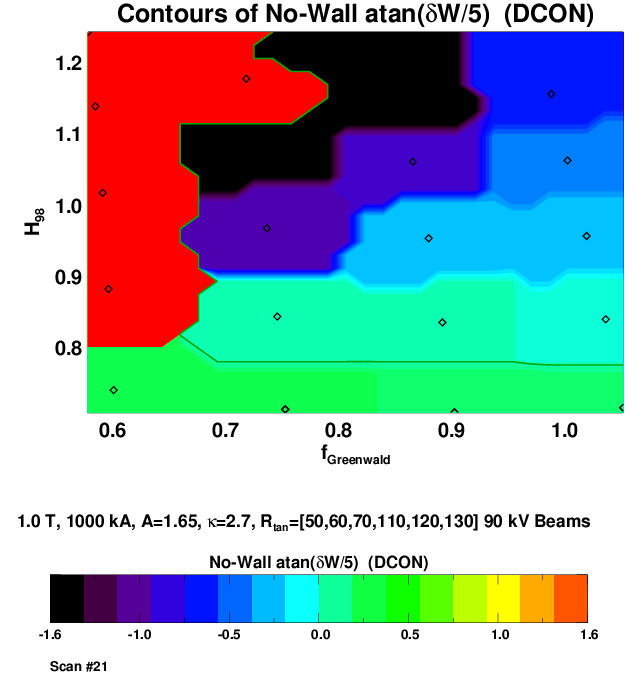 Contours of No-Wall atan(δW/5) (DCON)
1.2
1.1
1.0
0.9
0.8
H98
0.6 0.7 0.8 0.9 1.0
fGreenwald
1.0 T, 1000 kA, A=1.65, κ=2.7, Rtan=[50,60,70,110,120,130] 90 kV Beams
No-Wall atan(δW/5) (DCON)
-1.6 -1.0 -0.5 0.0 0.5 1.0 1.6
Scan #21